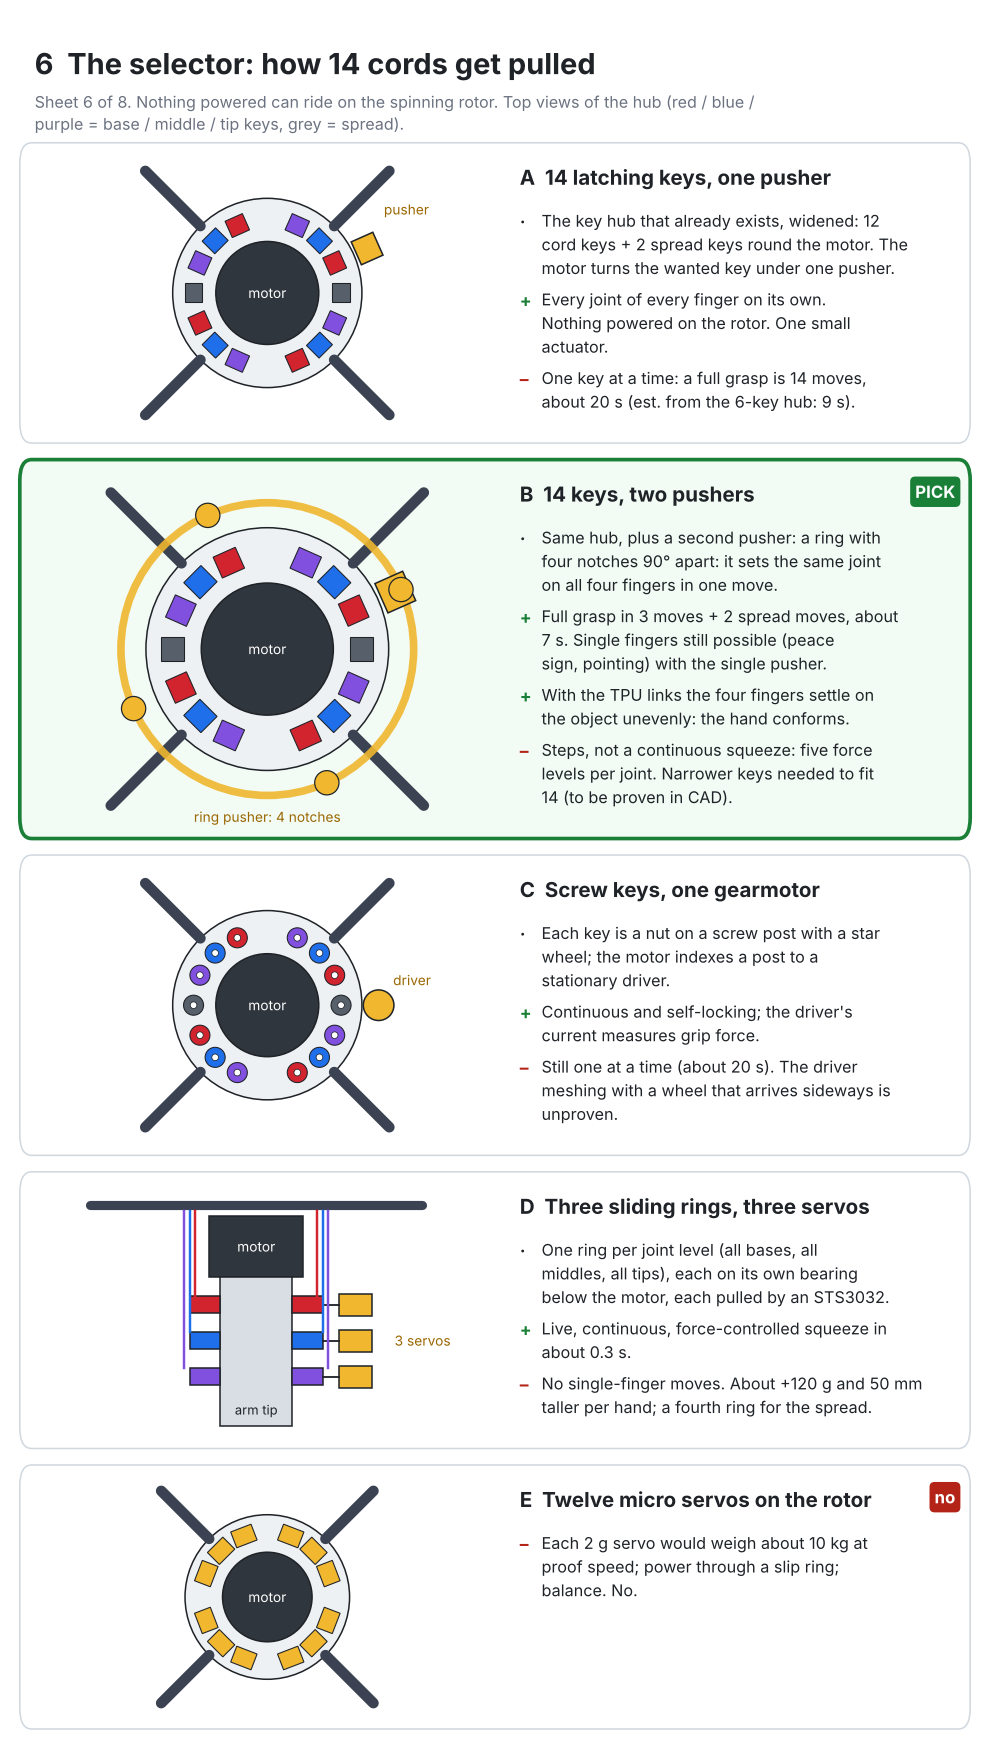 6 The selector: how 14 cords get pulled
Sheet 6 of 8. Nothing powered can ride on the spinning rotor. Top views of the hub (red / blue /
purple = base / middle / tip keys, grey = spread).
pusher
motor
A 14 latching keys, one pusher
· The key hub that already exists, widened: 12
cord keys + 2 spread keys round the motor. The
motor turns the wanted key under one pusher.
+ Every joint of every finger on its own.
Nothing powered on the rotor. One small
actuator.
– One key at a time: a full grasp is 14 moves,
about 20 s (est. from the 6-key hub: 9 s).
motor
ring pusher: 4 notches
B 14 keys, two pushers
PICK
· Same hub, plus a second pusher: a ring with
four notches 90° apart: it sets the same joint
on all four fingers in one move.
+ Full grasp in 3 moves + 2 spread moves, about
7 s. Single fingers still possible (peace
sign, pointing) with the single pusher.
+ With the TPU links the four fingers settle on
the object unevenly: the hand conforms.
– Steps, not a continuous squeeze: five force
levels per joint. Narrower keys needed to fit
14 (to be proven in CAD).
driver
motor
C Screw keys, one gearmotor
· Each key is a nut on a screw post with a star
wheel; the motor indexes a post to a
stationary driver.
+ Continuous and self-locking; the driver's
current measures grip force.
– Still one at a time (about 20 s). The driver
meshing with a wheel that arrives sideways is
unproven.
motor
3 servos
arm tip
D Three sliding rings, three servos
· One ring per joint level (all bases, all
middles, all tips), each on its own bearing
below the motor, each pulled by an STS3032.
+ Live, continuous, force-controlled squeeze in
about 0.3 s.
– No single-finger moves. About +120 g and 50 mm
taller per hand; a fourth ring for the spread.
motor
E Twelve micro servos on the rotor
no
– Each 2 g servo would weigh about 10 kg at
proof speed; power through a slip ring;
balance. No.